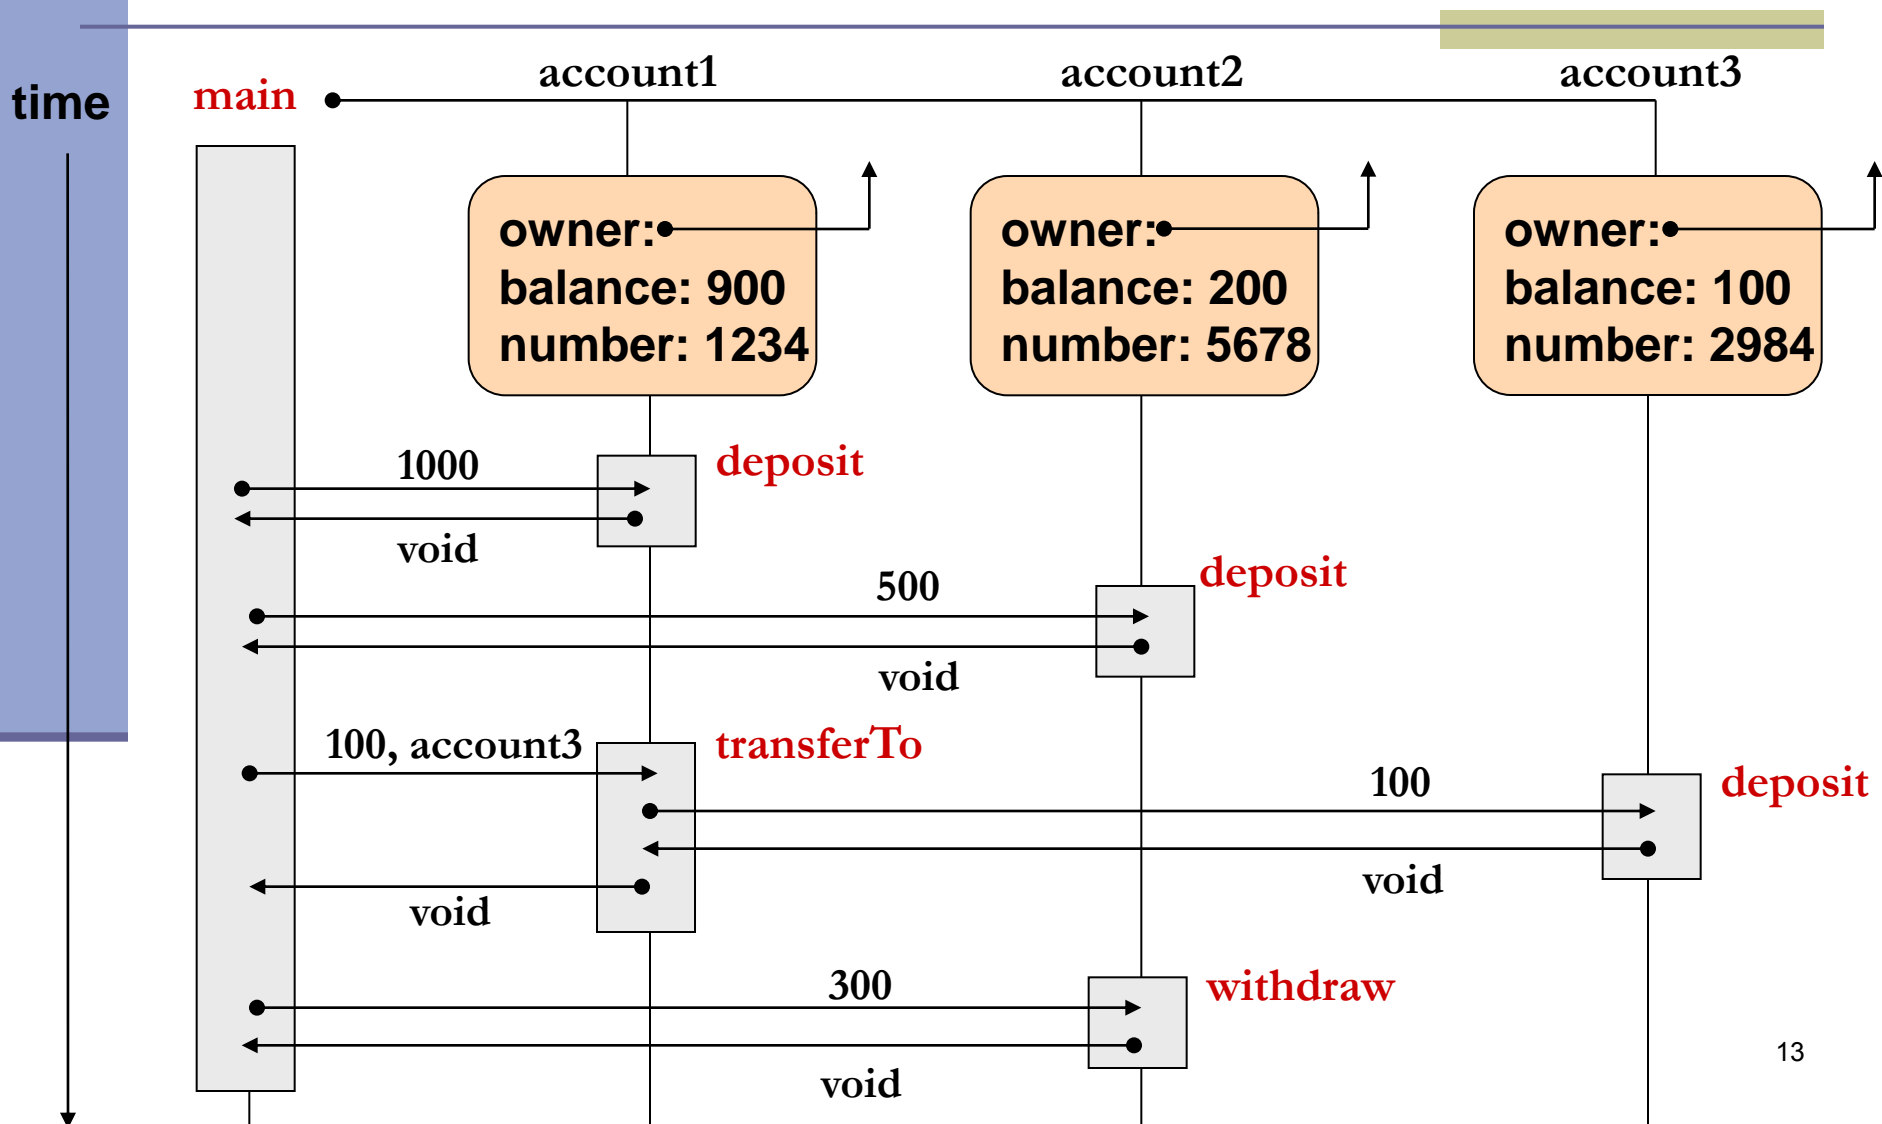 time
main
account1
account2
account3
owner:
balance: 900
number: 1234
owner:
balance: 200
number: 5678
owner:
balance: 100
number: 2984
1000
deposit
void
500
deposit
void
100, account3
transferTo
100
deposit
void
void
300
withdraw
void
13